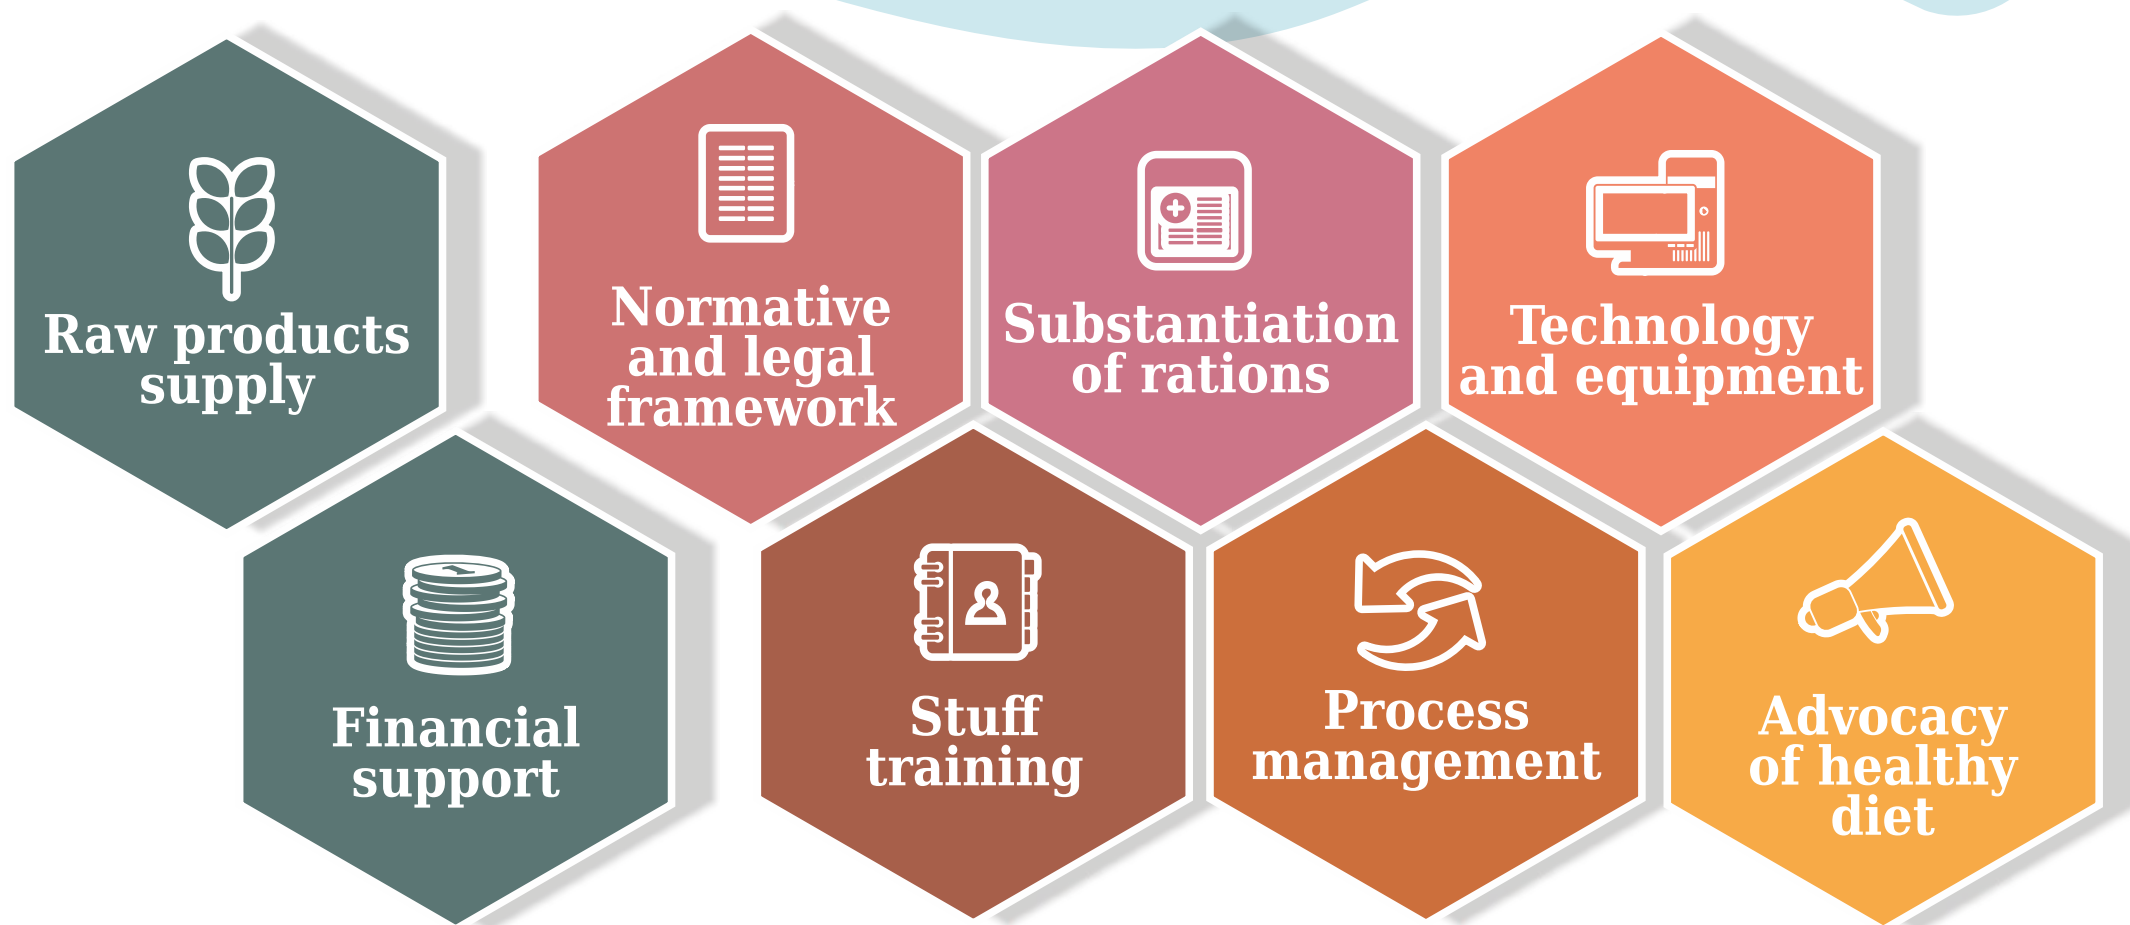 Raw products
supply
Normative
and legal
framework
Substantiation
of rations
Technology
and equipment
Financial
support
Stuff
training
Process
management
Advocacy
of healthy
diet